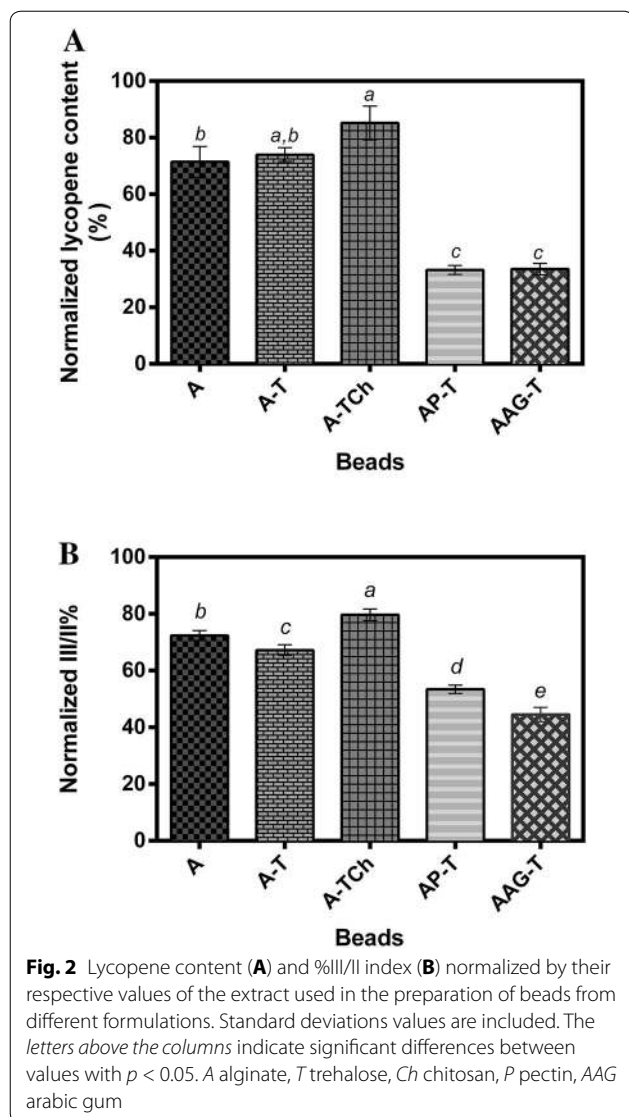 A
Normalized lycopene content
(%)
100
80
60
40
20
0
b
a,b
a
c
c
A
A-T
A-TCh
AP-T
AAG-T
Beads
B
Normalized III/II%
100
80
60
40
20
0
b
c
a
d
e
A
A-T
A-TCh
AP-T
AAG-T
Beads
Fig. 2 Lycopene content (A) and %III/II index (B) normalized by their
respective values of the extract used in the preparation of beads from
different formulations. Standard deviations values are included. The
letters above the columns indicate significant differences between
values with p < 0.05. A alginate, T trehalose, Ch chitosan, P pectin, AAG
arabic gum